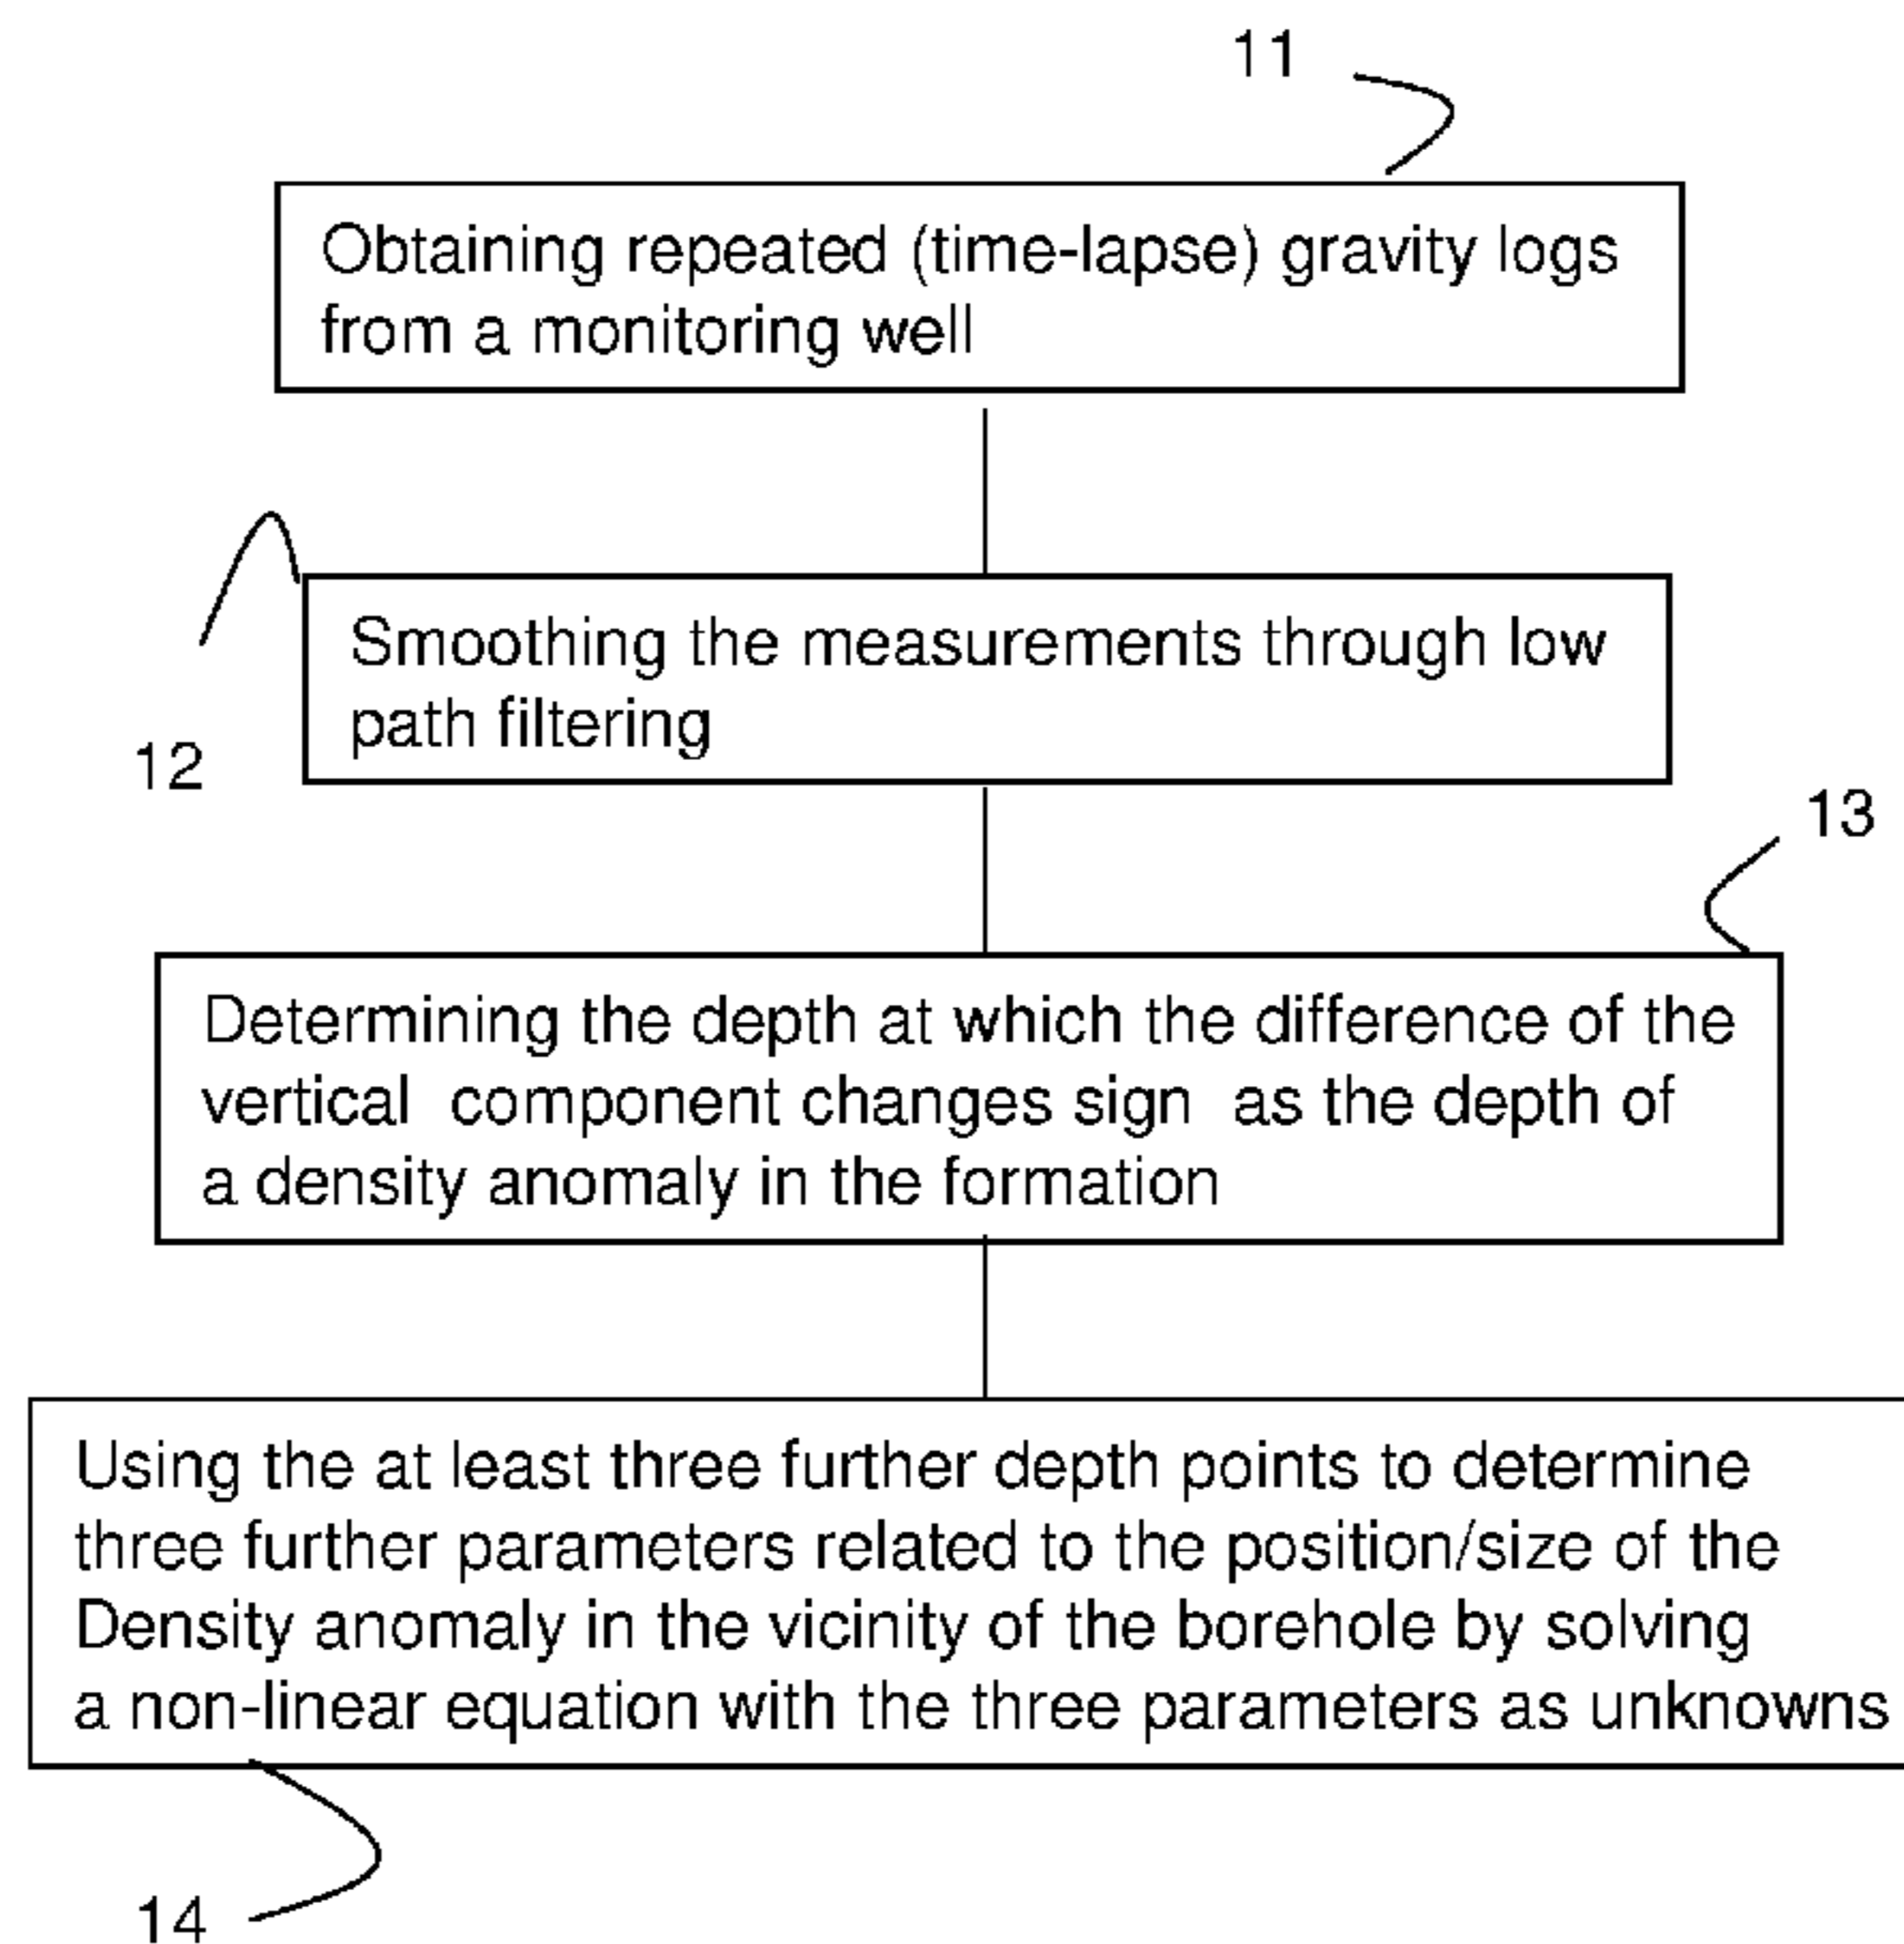 11
Obtaining repeated (time-lapse) gravity logs
from a monitoring well
Smoothing the measurements through low
path filtering
12
13
Determining the depth at which the difference of the
vertical component changes sign as the depth of
a density anomaly in the formation
Using the at least three further depth points to determine
three further parameters related to the position/size of the
Density anomaly in the vicinity of the borehole by solving
a non-linear equation with the three parameters as unknowns
14